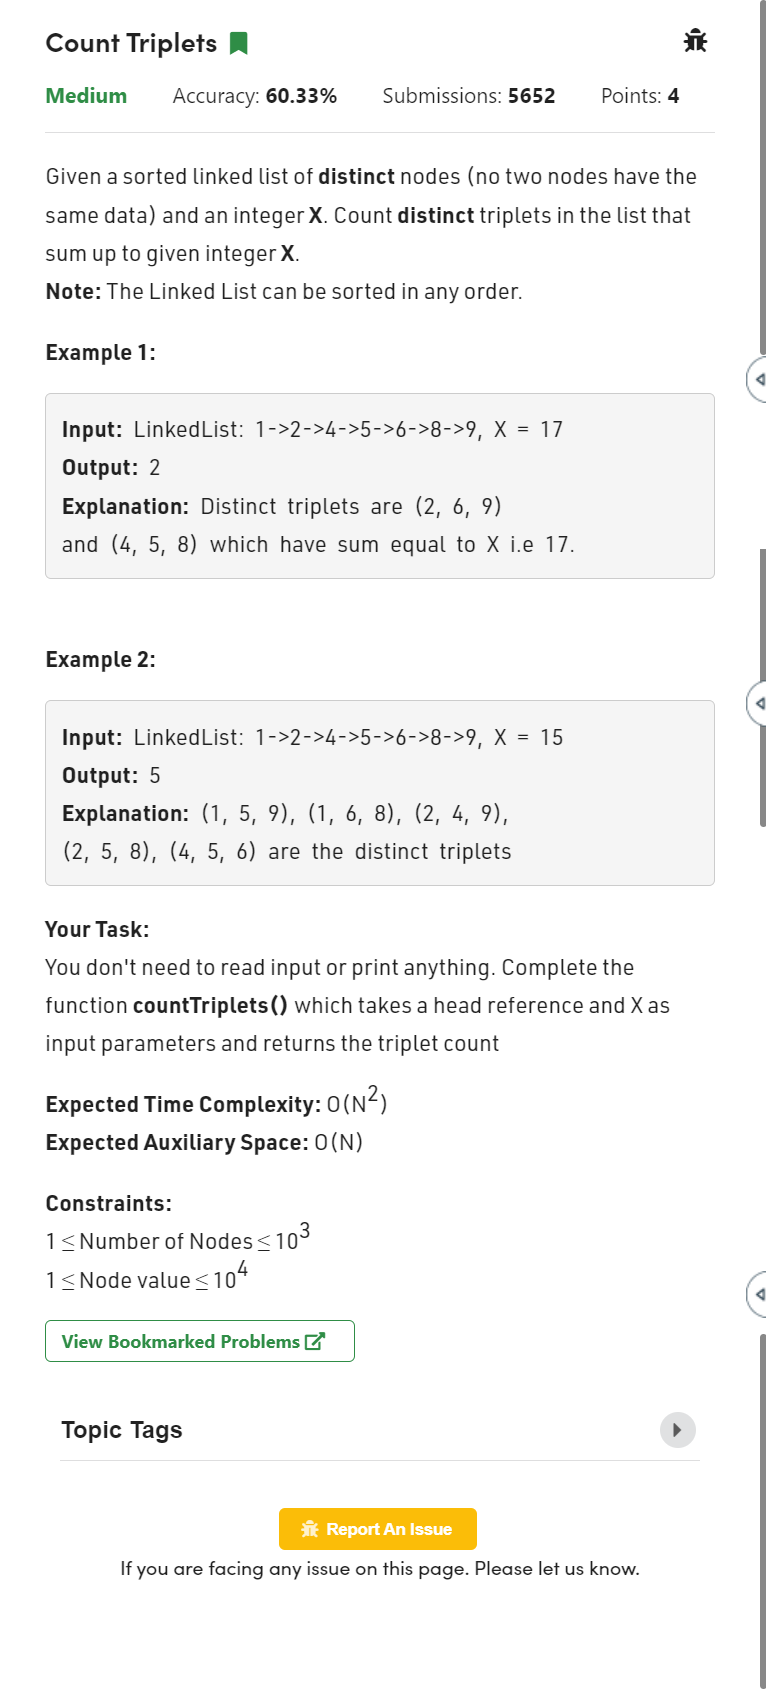 Count Triplets
Medium Accuracy: 60.33% Submissions: 5652 Points: 4
Given a sorted linked list of distinct nodes (no two nodes have the
same data) and an integer X. Count distinct triplets in the list that
sum up to given integer X.
Note: The Linked List can be sorted in any order.
Example 1:
Input: LinkedList: 1->2->4->5->6->8->9, X = 17
Output: 2
Explanation: Distinct triplets are (2, 6, 9)
and (4, 5, 8) which have sum equal to X i.e 17.
Example 2:
Input: LinkedList: 1->2->4->5->6->8->9, X = 15
Output: 5
Explanation: (1, 5, 9), (1, 6, 8), (2, 4, 9),
(2, 5, 8), (4, 5, 6) are the distinct triplets
Your Task:
You don't need to read input or print anything. Complete the
function countTriplets() which takes a head reference and X as
input parameters and returns the triplet count
Expected Time Complexity: O(N²)
Expected Auxiliary Space: O(N)
Constraints:
1 ≤ Number of Nodes ≤ 10³
1 ≤ Node value ≤ 10⁴
View Bookmarked Problems
Topic Tags
Report An Issue
If you are facing any issue on this page. Please let us know.